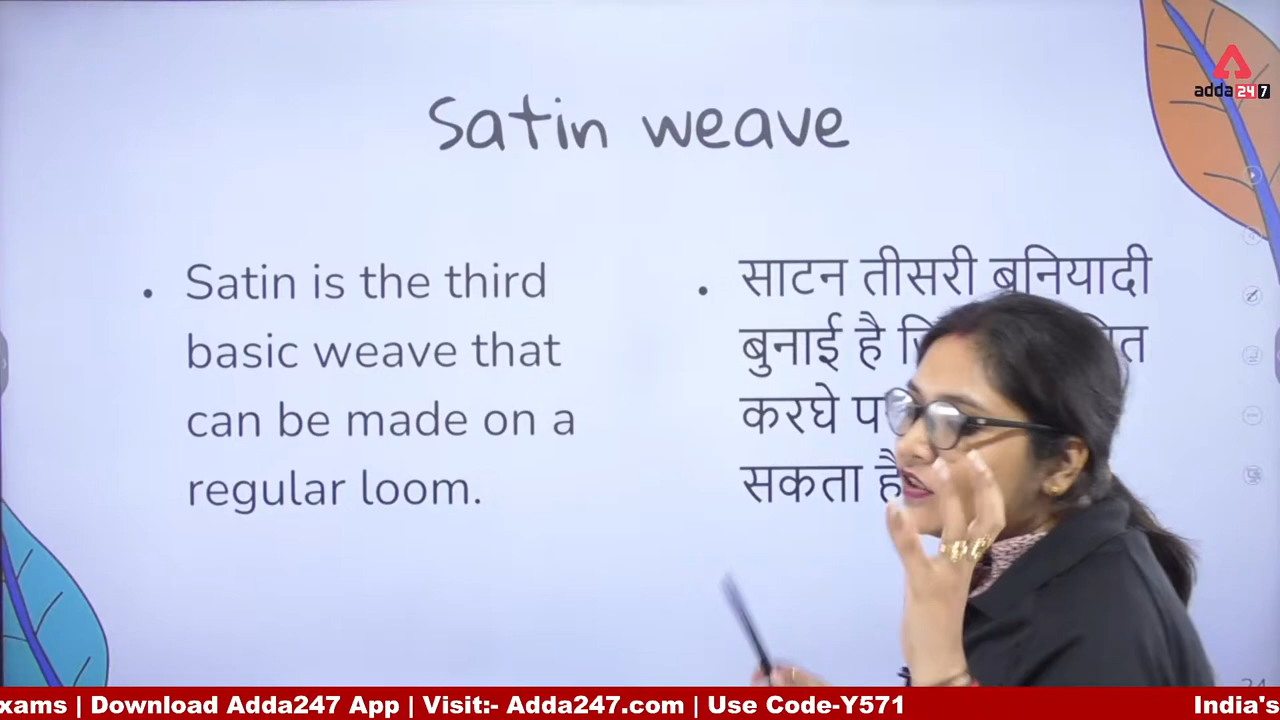 adda247
Satin weave
. Satin is the third
basic weave that
can be made on a
regular loom.
. साटन तीसरी बुनियादी
बुनाई है
करघे
सकता है
xams | Download Adda247 App | Visit:- Adda247.com | Use Code-Y571
India's